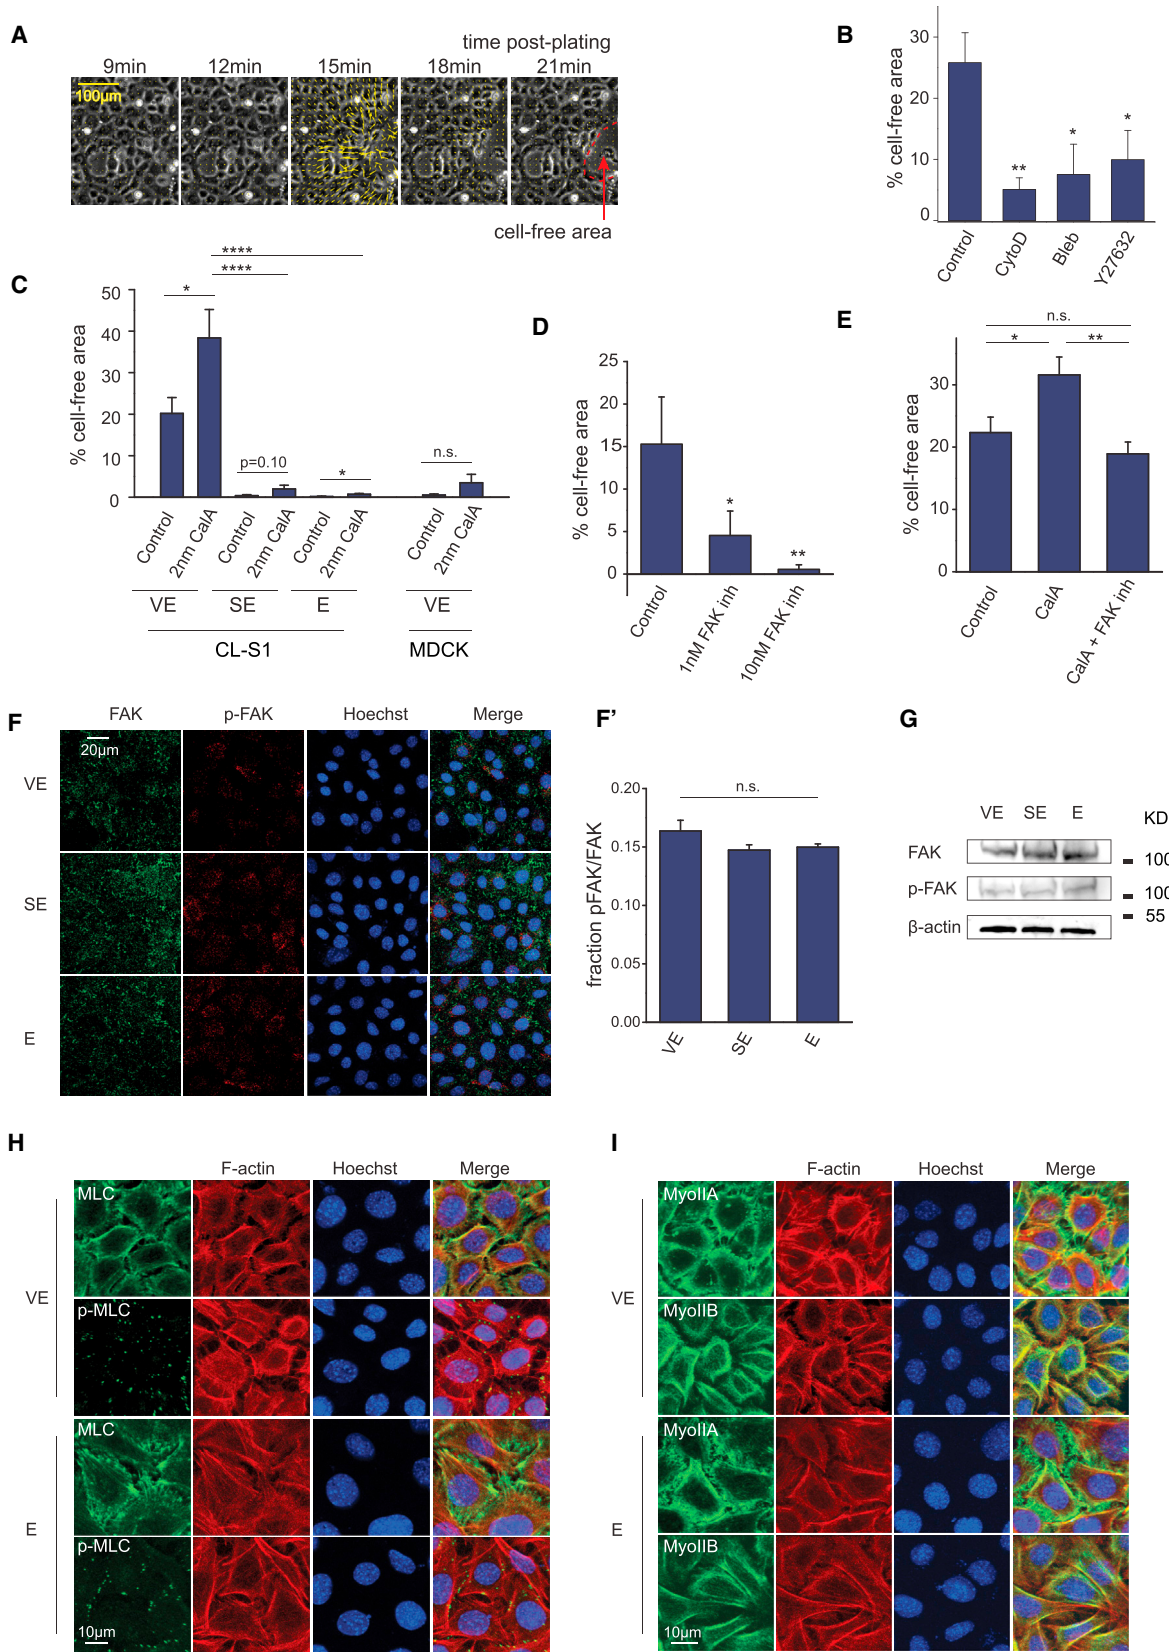 A
time post-plating
9min 12min 15min 18min 21min
100µm
cell-free area
B
% cell-free area
30
20
10
0
**
*
*
Control CytoD Bleb Y27632
C
% cell-free area
50
40
30
20
10
0
****
****
*
p=0.10
*
n.s.
Control 2nm CalA Control 2nm CalA Control 2nm CalA Control 2nm CalA
VE SE E VE
CL-S1 MDCK
D
% cell-free area
25
20
15
10
5
0
*
**
Control 1nM FAK inh 10nM FAK inh
E
% cell-free area
30
20
10
0
n.s.
* **
Control CalA CalA + FAK inh
F
FAK p-FAK Hoechst Merge
20µm
VE
SE
E
F’
fraction pFAK/FAK
0.20
0.15
0.10
0.05
0.00
n.s.
VE SE E
G
VE SE E KD
FAK 100
p-FAK 100
55
β-actin
H
F-actin Hoechst Merge
MLC
VE
p-MLC
MLC
E
p-MLC
10µm
I
F-actin Hoechst Merge
MyoIIA
VE
MyoIIB
MyoIIA
E
MyoIIB
10µm